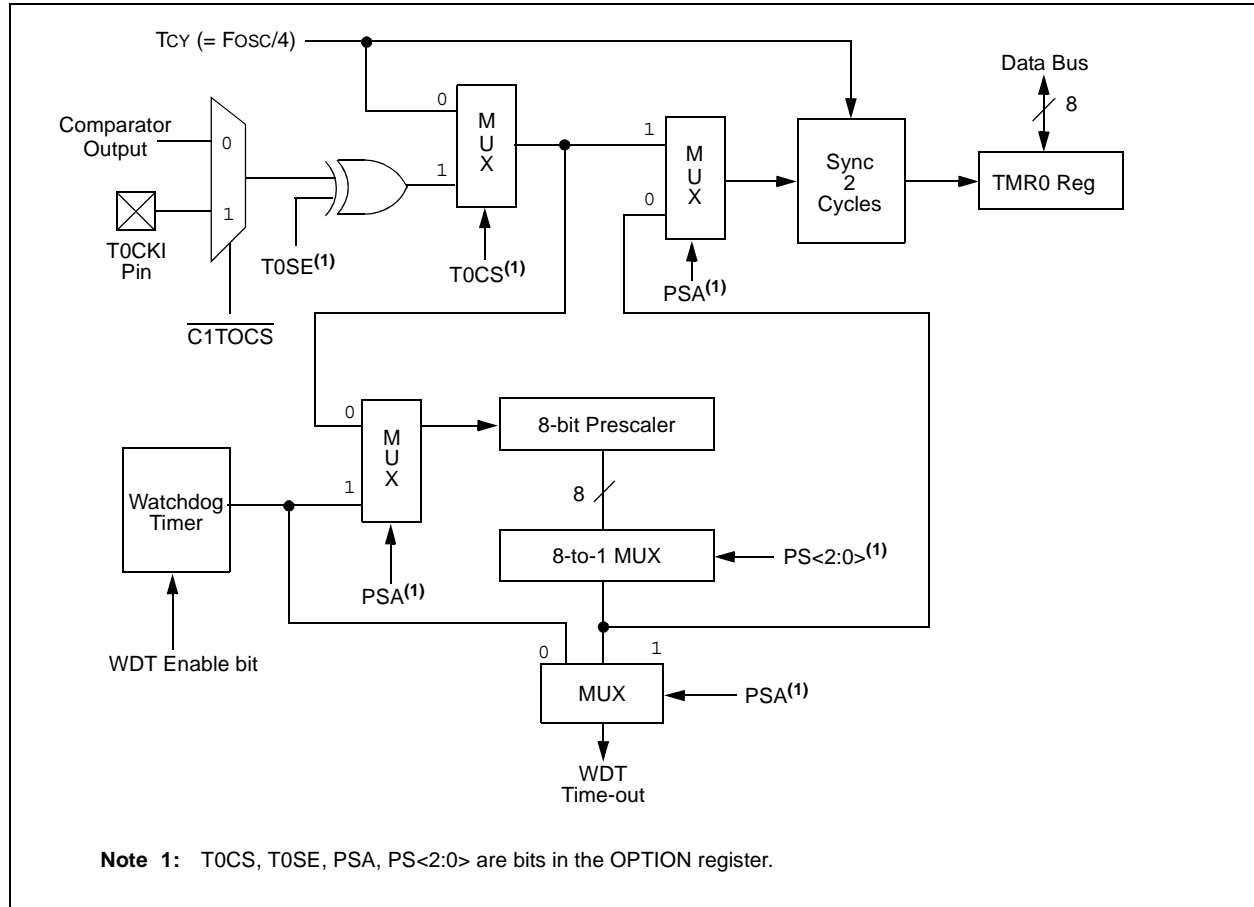 TCY (= FOSC/4)
Data Bus
8
0
M
U
X
1
Comparator
Output
0
1
T0CKI
Pin
C1TOCS
T0SE(1)
T0CS(1)
1
M
U
X
0
PSA(1)
Sync
2
Cycles
TMR0 Reg
0
M
U
X
1
8-bit Prescaler
Watchdog
Timer
8
8-to-1 MUX
PS<2:0>(1)
PSA(1)
WDT Enable bit
0
1
MUX
PSA(1)
WDT
Time-out
Note 1: T0CS, T0SE, PSA, PS<2:0> are bits in the OPTION register.